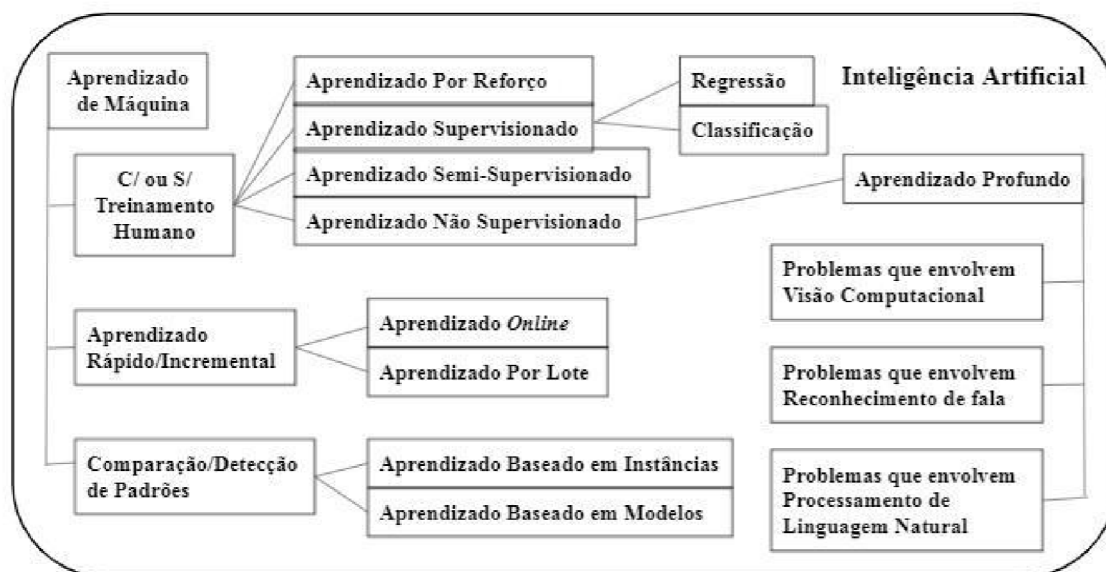 Aprendizado
de Máquina
Inteligência Artificial
C/ ou S/
Treinamento
Humano
Aprendizado Por Reforço
Aprendizado Supervisionado
Aprendizado Semi-Supervisionado
Aprendizado Não Supervisionado
Regressão
Classificação
Aprendizado Profundo
Problemas que envolvem
Visão Computacional
Problemas que envolvem
Reconhecimento de fala
Problemas que envolvem
Processamento de
Linguagem Natural
Aprendizado
Rápido/Incremental
Aprendizado Online
Aprendizado Por Lote
Comparação/Detecção
de Padrões
Aprendizado Baseado em Instâncias
Aprendizado Baseado em Modelos